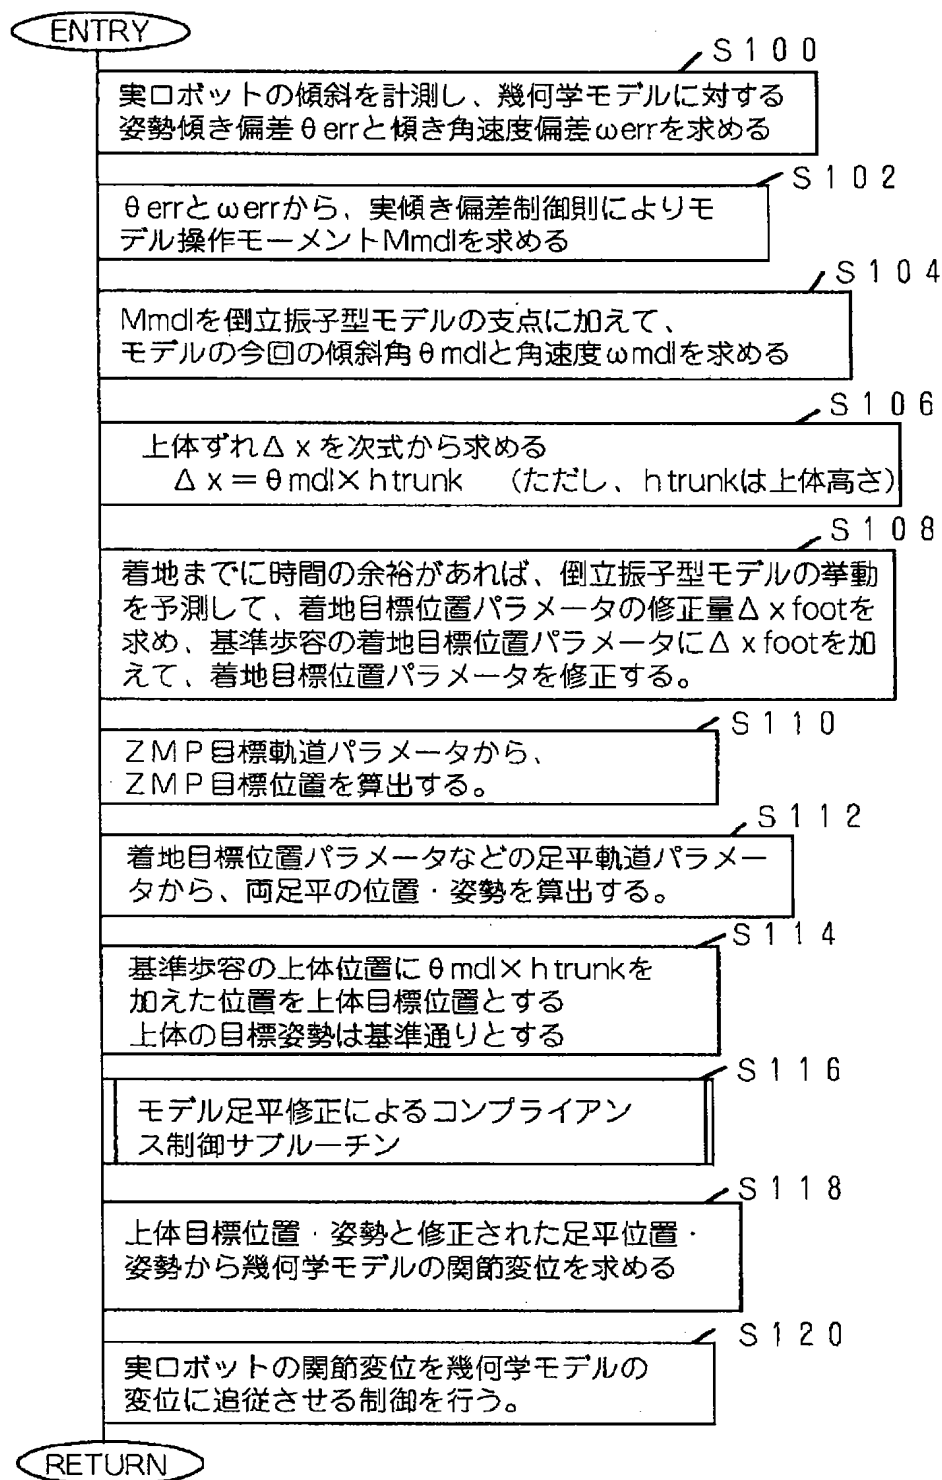 ENTRY
S100
実ロボットの傾斜を計測し、幾何学モデルに対する
姿勢傾き偏差θerrと傾き角速度偏差ωerrを求める
S102
θerrとωerrから、実傾き偏差制御則によりモ
デル操作モーメントMmdlを求める
S104
Mmdlを倒立振子型モデルの支点に加えて、
モデルの今回の傾斜角θmdlと角速度ωmdlを求める
S106
上体ずれΔxを次式から求める
Δx=θmdl×htrunk (ただし、htrunkは上体高さ)
S108
着地までに時間の余裕があれば、倒立振子型モデルの挙動
を予測して、着地目標位置パラメータの修正量Δxfootを
求め、基準歩容の着地目標位置パラメータにΔxfootを加
えて、着地目標位置パラメータを修正する。
S110
ZMP目標軌道パラメータから、
ZMP目標位置を算出する。
S112
着地目標位置パラメータなどの足平軌道パラメー
タから、両足平の位置・姿勢を算出する。
S114
基準歩容の上体位置にθmdl×htrunkを
加えた位置を上体目標位置とする
上体の目標姿勢は基準通りとする
S116
モデル足平修正によるコンプライアン
ス制御サブルーチン
S118
上体目標位置・姿勢と修正された足平位置・
姿勢から幾何学モデルの関節変位を求める
S120
実ロボットの関節変位を幾何学モデルの
変位に追従させる制御を行う。
RETURN